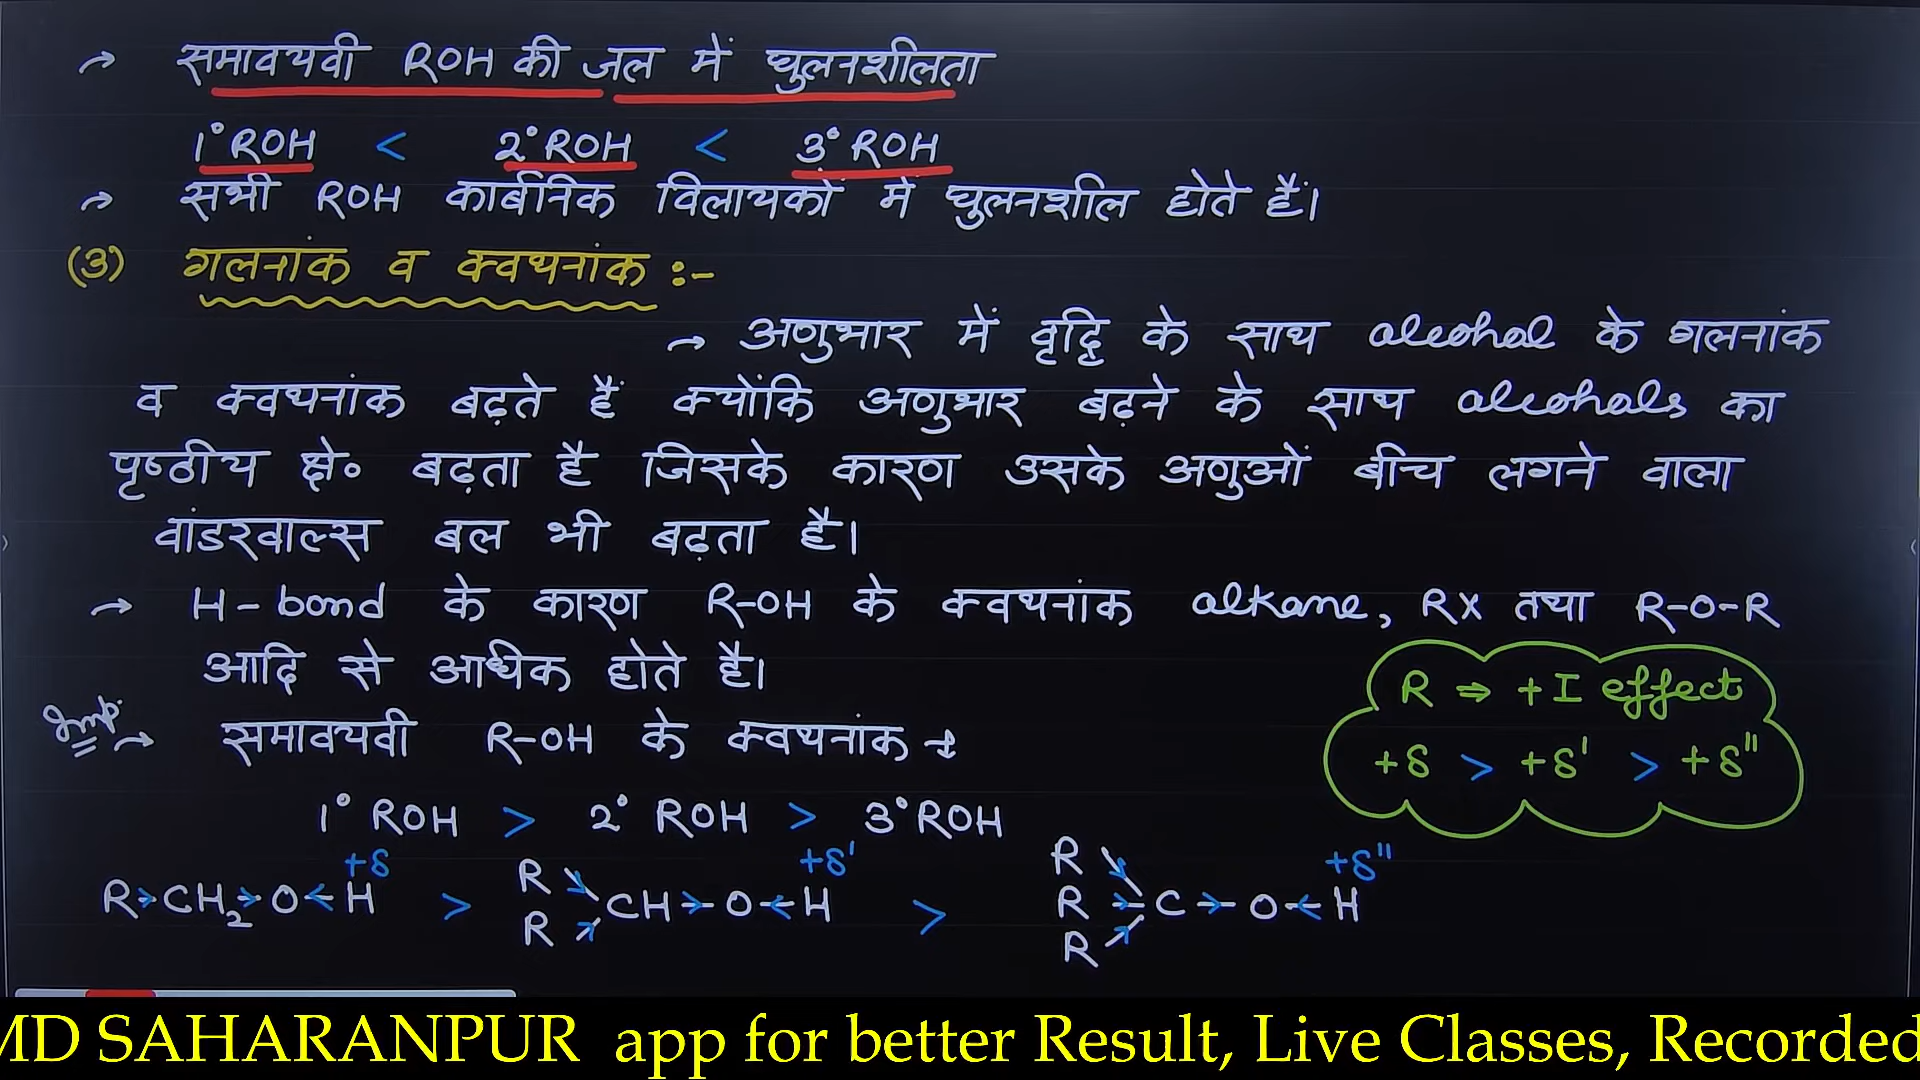 → समावयवी ROH की जल में घुलनशीलता
1° ROH < 2° ROH < 3° ROH
→ सभी ROH कार्बनिक विलायकों में घुलनशील होते हैं।
(3) गलनांक व क्वथनांक :-
→ अणुभार में वृद्धि के साथ alcohol के गलनांक
व क्वथनांक बढ़ते हैं क्योंकि अणुभार बढ़ने के साथ alcohols का
पृष्ठीय क्षे० बढ़ता है जिसके कारण उसके अणुओं बीच लगने वाला
वांडरवाल्स बल भी बढ़ता है।
→ H-bond के कारण R-OH के क्वथनांक alkane, RX तथा R-O-R
आदि से अधिक होते है।
R ⇒ +I effect
+δ > +δ' > +δ"
Imp. → समावयवी R-OH के क्वथनांक →
1° ROH > 2° ROH > 3° ROH
R→CH₂→O←H +δ > R R CH→O←H +δ' > R R R C→O←H +δ"
MD SAHARANPUR app for better Result, Live Classes, Recorded